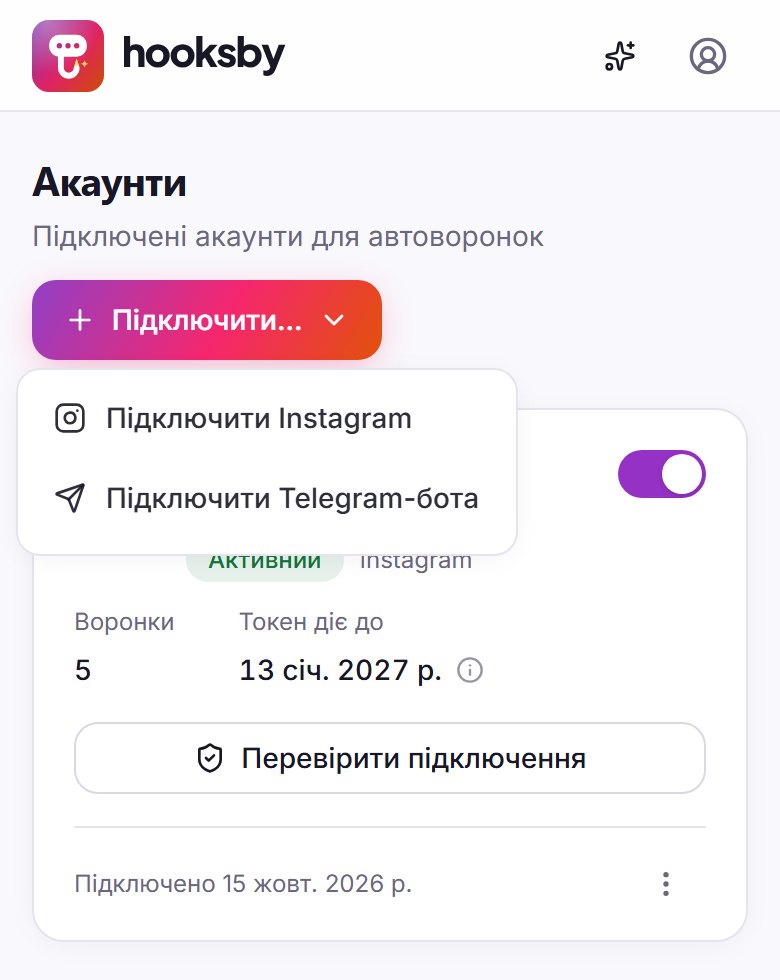 hooksby
Акаунти
Підключені акаунти для автоворонок
Підключити...
Підключити Instagram
Підключити Telegram-бота
Активний Instagram
Воронки Токен діє до
5 13 січ. 2027 р.
Перевірити підключення
Підключено 15 жовт. 2026 р.